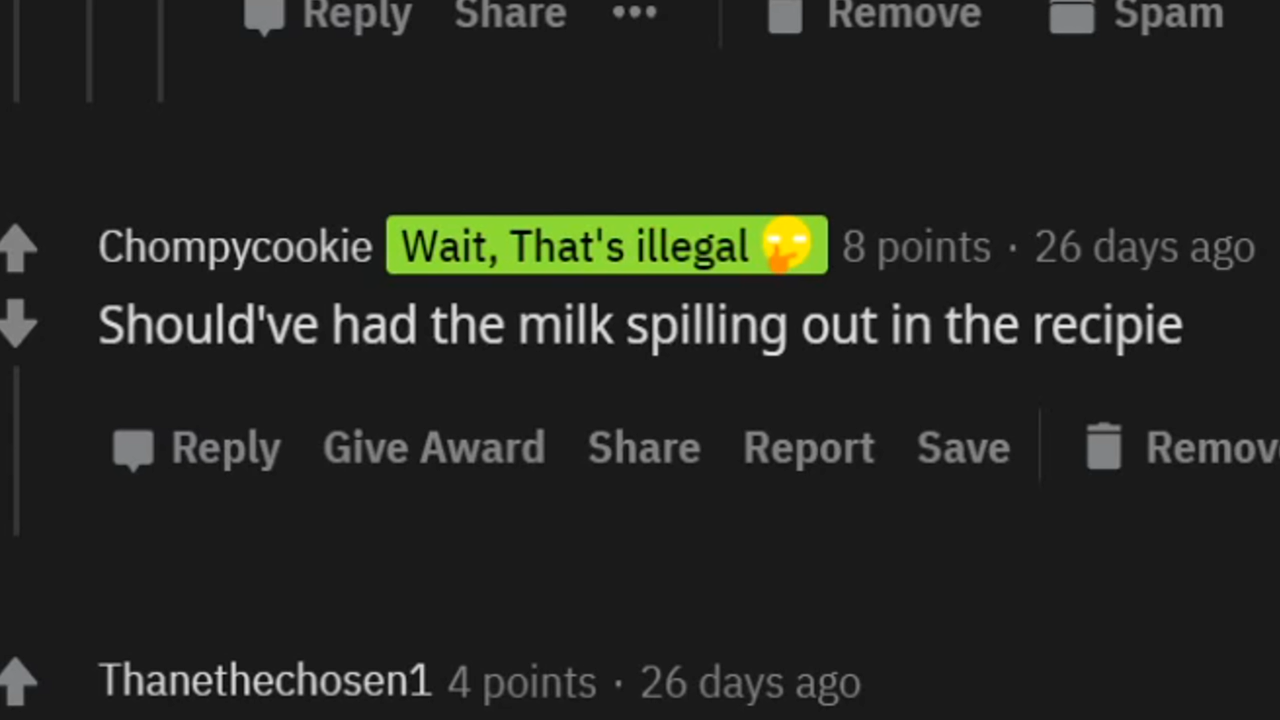 Reply Share ••• Remove Spam
Chompycookie Wait, That's illegal 🤔 8 points · 26 days ago
Should've had the milk spilling out in the recipie
Reply Give Award Share Report Save Remove
Thanethechosen1 4 points · 26 days ago